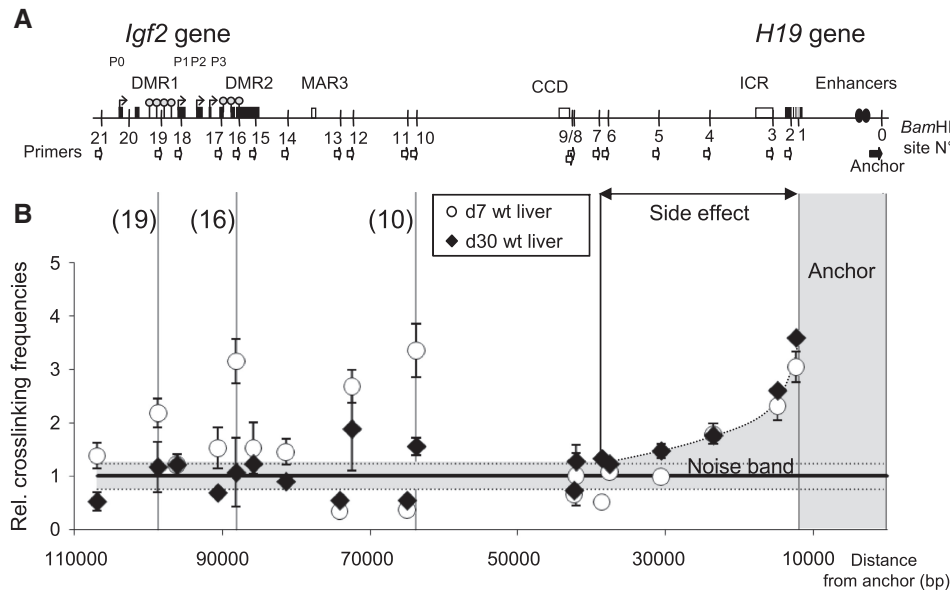 A
Igf2 gene
H19 gene
P0 P1 P2 P3
DMR1 DMR2 MAR3 CCD ICR Enhancers
21 20 19 18 17 16 15 14 13 12 11 10 9/8 7 6 5 4 3 2 1 0 BamHI
site N°
Primers
Anchor
B
(19) (16) (10)
d7 wt liver
d30 wt liver
Side effect
Anchor
Noise band
Rel. crosslinking frequencies
5
4
3
2
1
0
110000 90000 70000 50000 30000 10000 Distance
from anchor (bp)